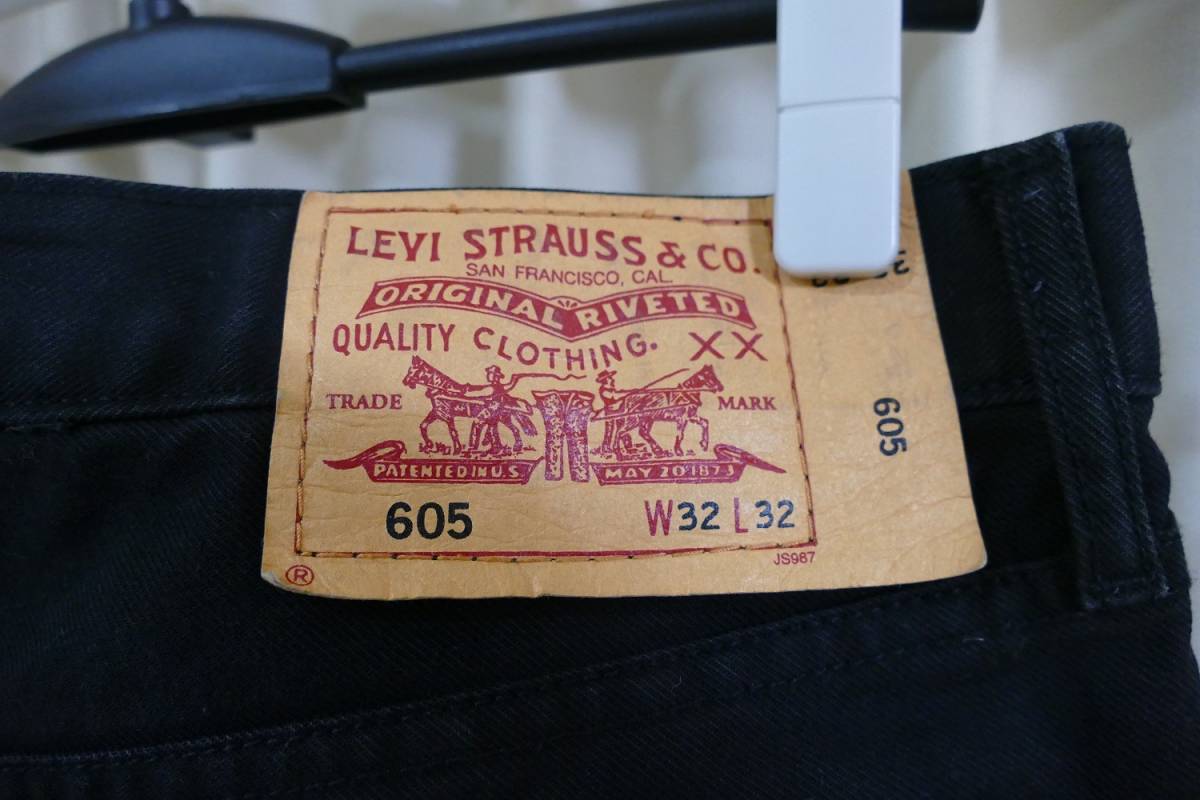 LEVI STRAUSS & CO.
SAN FRANCISCO, CAL.
ORIGINAL RIVETED
QUALITY CLOTHING. XX
TRADE MARK
PATENTED IN U.S MAY 20 1873
605 W32 L32
® JS987
605